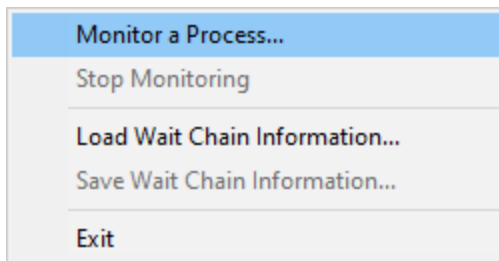 Monitor a Process...
Stop Monitoring
Load Wait Chain Information...
Save Wait Chain Information...
Exit